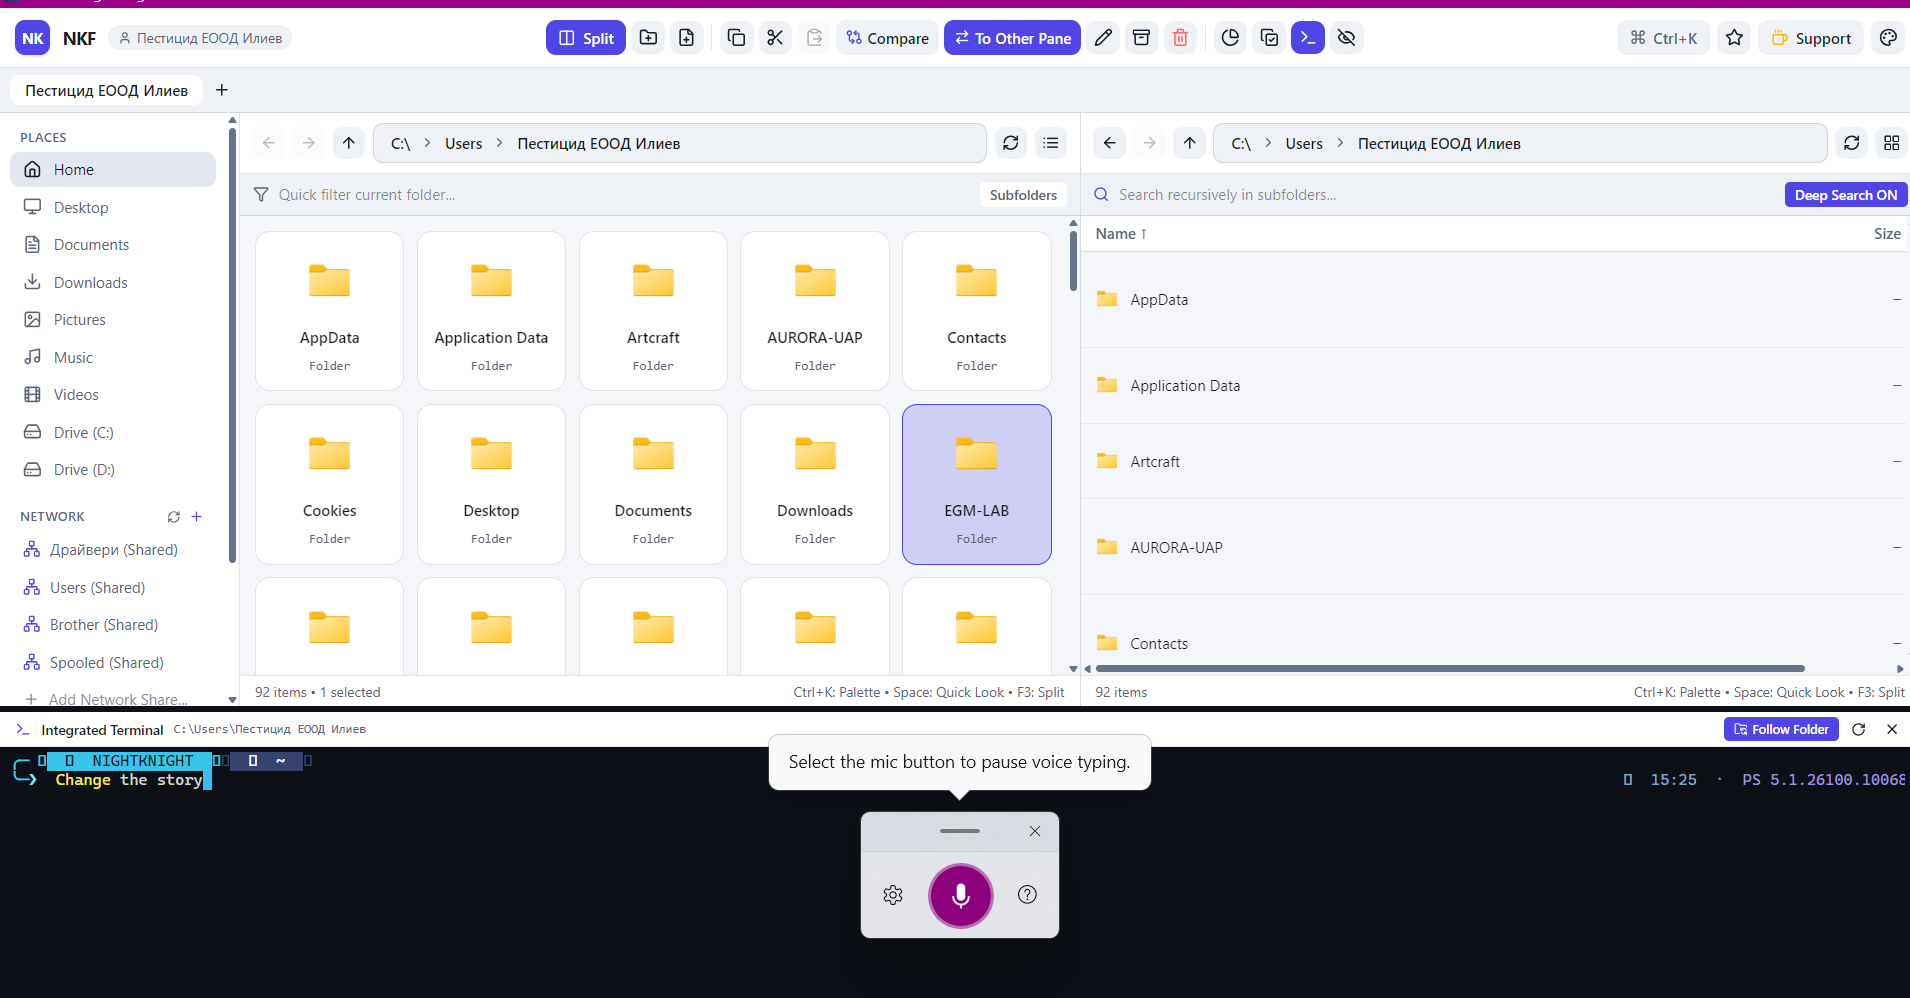 NK NKF Пестицид ЕООД Илиев Split Compare To Other Pane Ctrl+K Support
Пестицид ЕООД Илиев
PLACES
Home
Desktop
Documents
Downloads
Pictures
Music
Videos
Drive (C:)
Drive (D:)
NETWORK
Драйвери (Shared)
Users (Shared)
Brother (Shared)
Spooled (Shared)
Add Network Share...
C:\ Users Пестицид ЕООД Илиев
Quick filter current folder... Subfolders
AppData Application Data Artcraft AURORA-UAP Contacts
Folder Folder Folder Folder Folder
Cookies Desktop Documents Downloads EGM-LAB
Folder Folder Folder Folder Folder
92 items • 1 selected Ctrl+K: Palette • Space: Quick Look • F3: Split
C:\ Users Пестицид ЕООД Илиев
Search recursively in subfolders... Deep Search ON
Name ↑ Size
AppData –
Application Data –
Artcraft –
AURORA-UAP –
Contacts –
92 items Ctrl+K: Palette • Space: Quick Look • F3: Split
Integrated Terminal C:\Users\Пестицид ЕООД Илиев Follow Folder
NIGHTKNIGHT ~
Change the story 15:25 · PS 5.1.26100.10068
Select the mic button to pause voice typing.